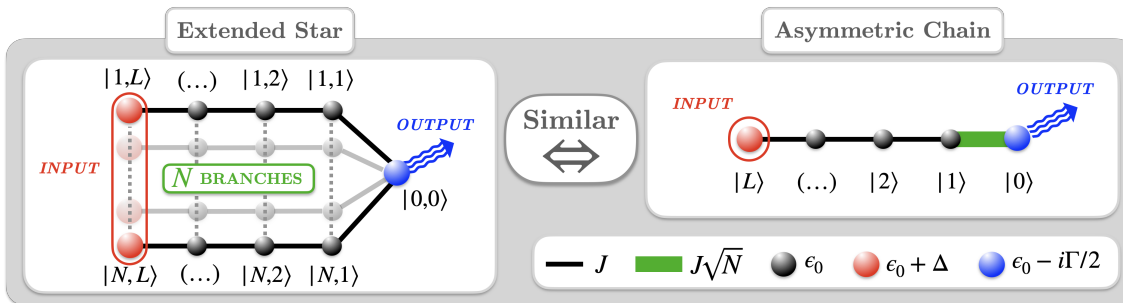 Extended Star
Asymmetric Chain
|1,L⟩ (…) |1,2⟩ |1,1⟩
INPUT
N BRANCHES
OUTPUT
|0,0⟩
|N,L⟩ (…) |N,2⟩ |N,1⟩
Similar
INPUT
OUTPUT
|L⟩ (…) |2⟩ |1⟩ |0⟩
J J√N ϵ₀ ϵ₀ + Δ ϵ₀ − iΓ/2